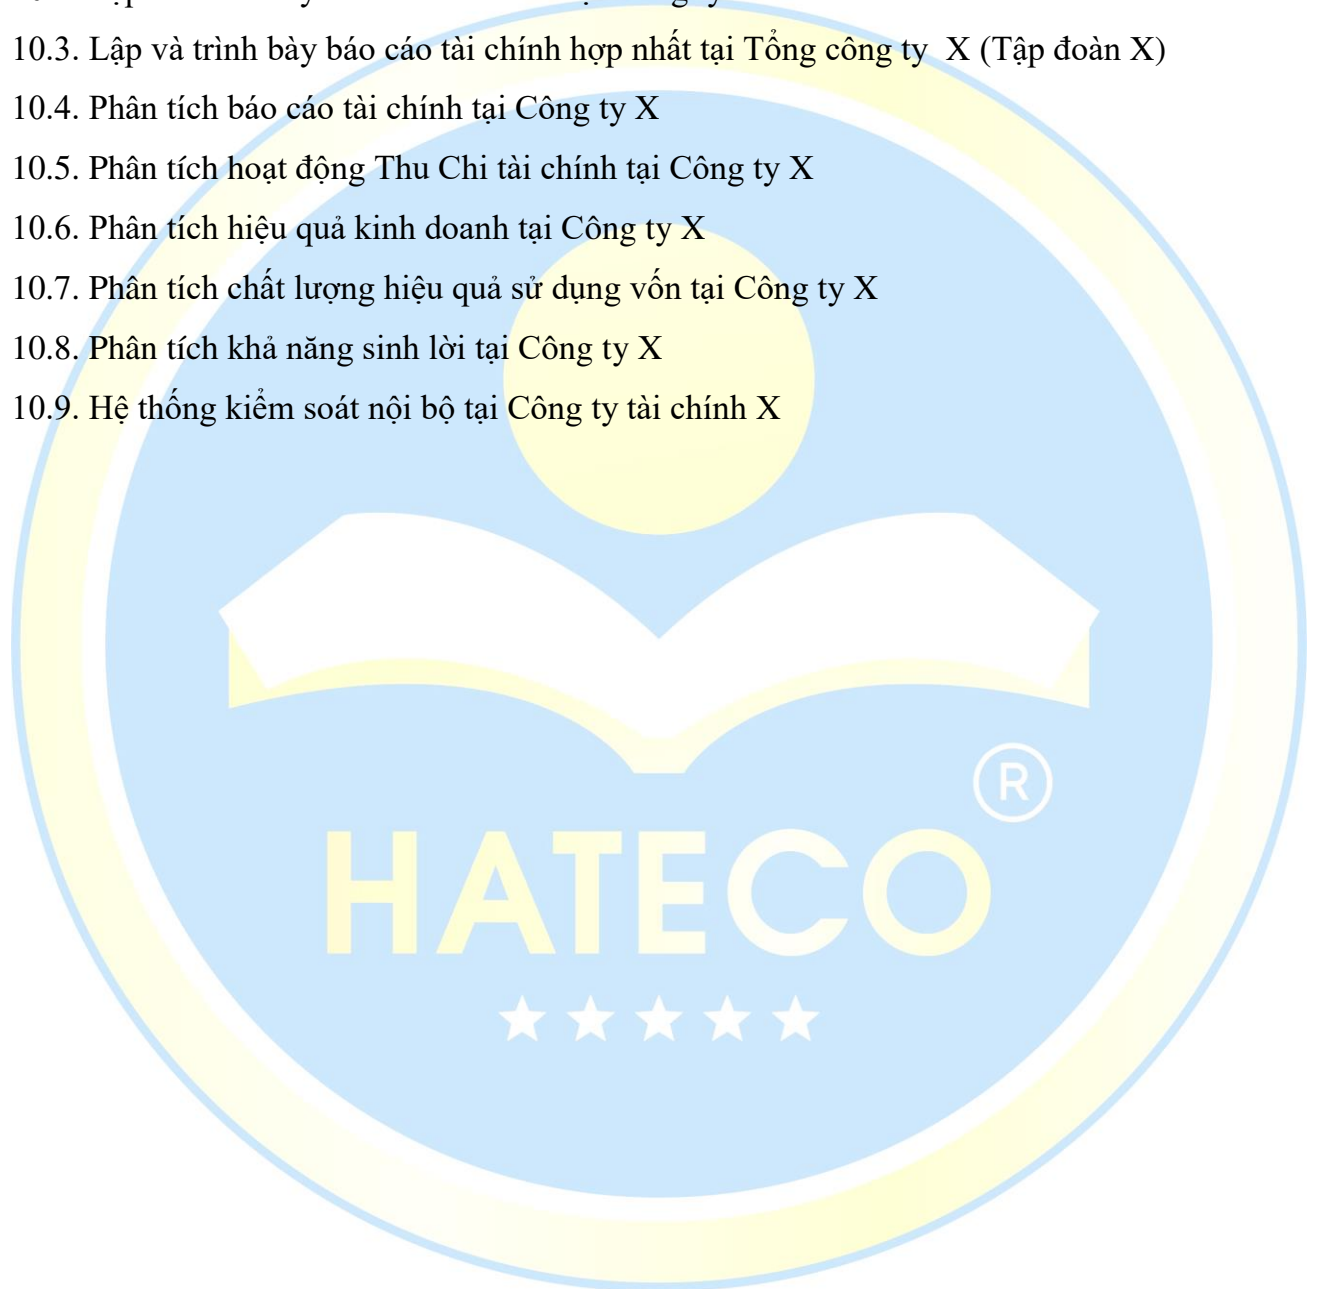 10.3. Lập và trình bày báo cáo tài chính hợp nhất tại Tổng công ty  X (Tập đoàn X)
10.4. Phân tích báo cáo tài chính tại Công ty X
10.5. Phân tích hoạt động Thu Chi tài chính tại Công ty X
10.6. Phân tích hiệu quả kinh doanh tại Công ty X
10.7. Phân tích chất lượng hiệu quả sử dụng vốn tại Công ty X
10.8. Phân tích khả năng sinh lời tại Công ty X
10.9. Hệ thống kiểm soát nội bộ tại Công ty tài chính X
®
HATECO